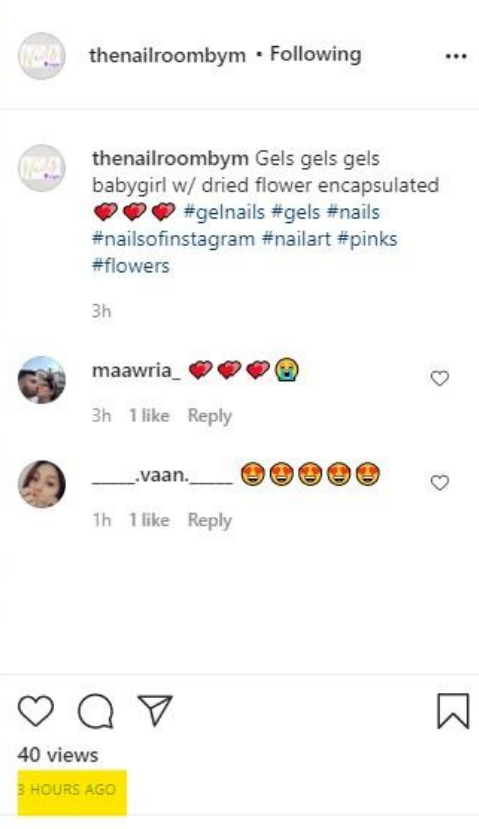 thenailroombym • Following
thenailroombym Gels gels gels
babygirl w/ dried flower encapsulated
💞💞💞 #gelnails #gels #nails
#nailsofinstagram #nailart #pinks
#flowers
3h
maawria_ 💞💞💞😭
3h 1 like Reply
_____.vaan._____ 😍😍😍😍😍
1h 1 like Reply
40 views
3 HOURS AGO